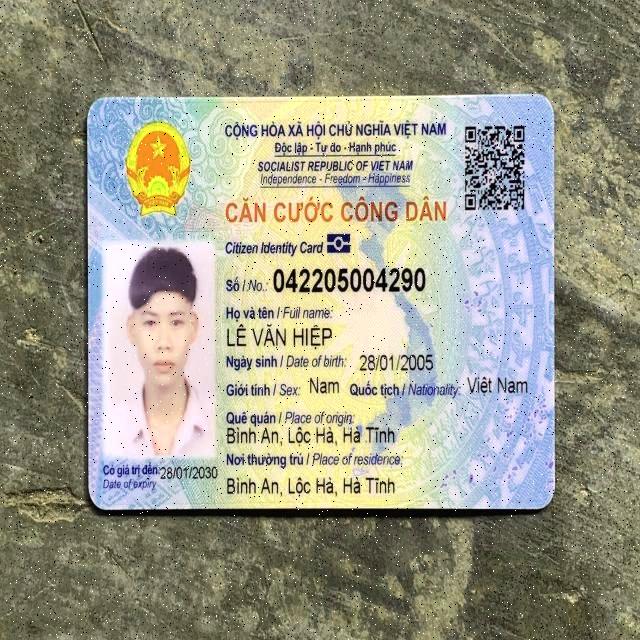 CỘNG HÒA XÃ HỘI CHỦ NGHĨA VIỆT NAM
Độc lập - Tự do - Hạnh phúc
SOCIALIST REPUBLIC OF VIET NAM
Independence - Freedom - Happiness
CĂN CƯỚC CÔNG DÂN
Citizen Identity Card
Số / No.: 042205004290
Họ và tên / Full name:
LÊ VĂN HIỆP
Ngày sinh / Date of birth: 28/01/2005
Giới tính / Sex: Nam Quốc tịch / Nationality: Việt Nam
Quê quán / Place of origin:
Bình An, Lộc Hà, Hà Tĩnh
Nơi thường trú / Place of residence:
Bình An, Lộc Hà, Hà Tĩnh
Có giá trị đến: 28/01/2030
Date of expiry